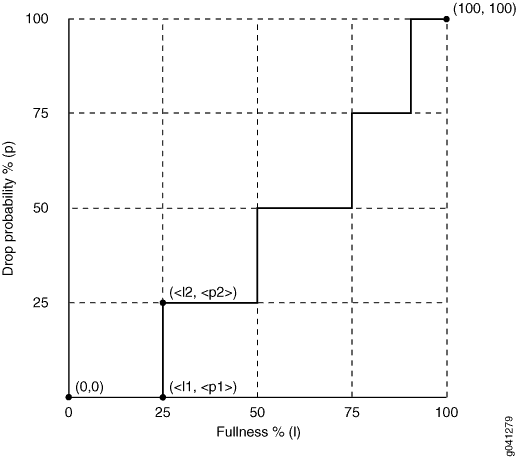 (100, 100)
100
75
50
25
Drop probability % (p)
(<l2, <p2>)
(0,0)
(<l1, <p1>)
0
25
50
75
100
Fullness % (l)
g041279